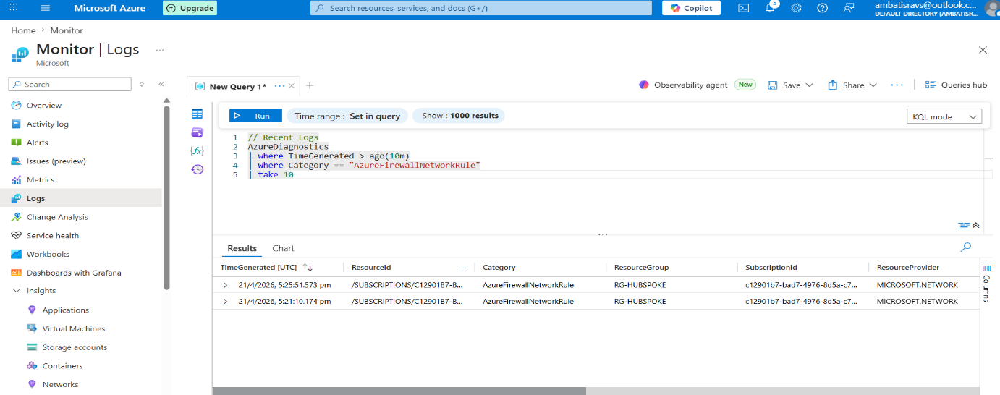 Microsoft Azure
Upgrade
Search resources, services, and docs (G+/)
Copilot
5
ambatisravs@outlook.c...
DEFAULT DIRECTORY (AMBATISR...
Home > Monitor
Monitor | Logs ...
Microsoft
Search
Overview
Activity log
Alerts
Issues (preview)
Metrics
Logs
Change Analysis
Service health
Workbooks
Dashboards with Grafana
Insights
Applications
Virtual Machines
Storage accounts
Containers
Networks
New Query 1* ...
Observability agent New
Save
Share
...
Queries hub
Run
Time range : Set in query
Show : 1000 results
KQL mode
1 // Recent Logs
2 AzureDiagnostics
3 | where TimeGenerated > ago(10m)
4 | where Category == "AzureFirewallNetworkRule"
5 | take 10
Results Chart
TimeGenerated [UTC] ResourceId ... Category ResourceGroup SubscriptionId ResourceProvider
21/4/2026, 5:25:51.573 pm /SUBSCRIPTIONS/C12901B7-B... AzureFirewallNetworkRule RG-HUBSPOKE c12901b7-bad7-4976-8d5a-c7... MICROSOFT.NETWORK
21/4/2026, 5:21:10.174 pm /SUBSCRIPTIONS/C12901B7-B... AzureFirewallNetworkRule RG-HUBSPOKE c12901b7-bad7-4976-8d5a-c7... MICROSOFT.NETWORK
Columns